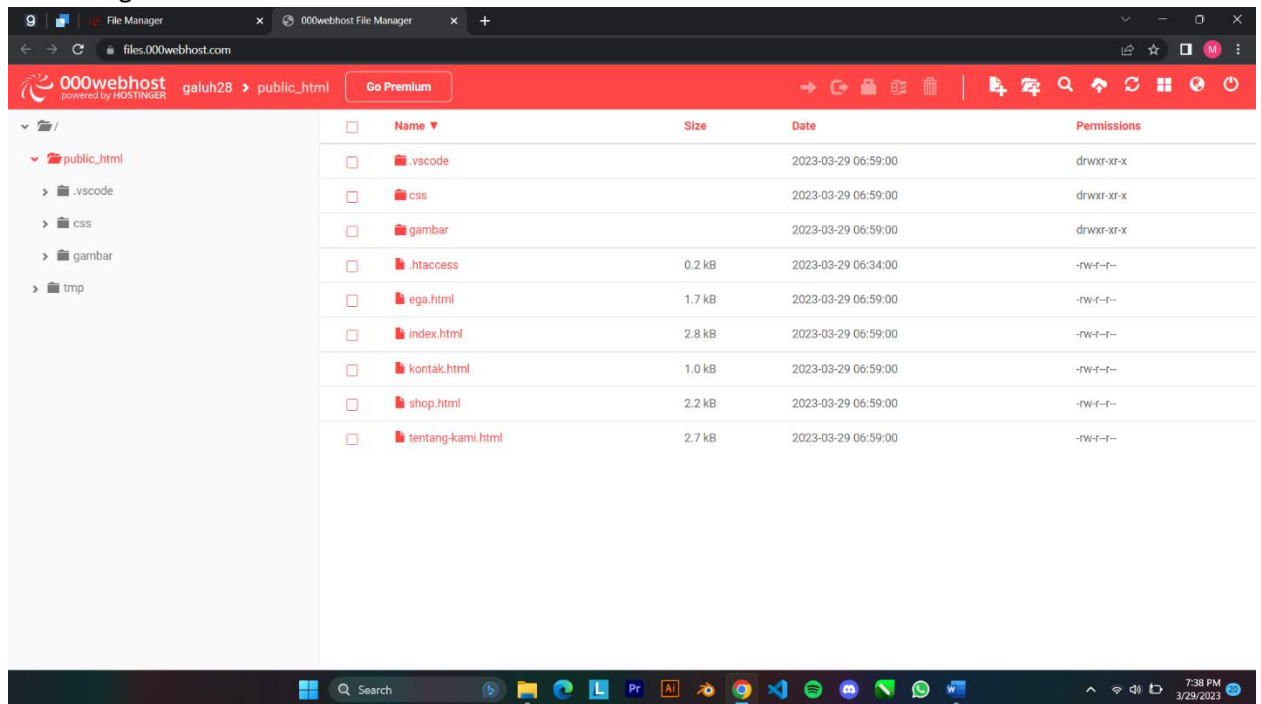 9 File Manager 000webhost File Manager
files.000webhost.com M
000webhost galuh28 > public_html Go Premium
powered by HOSTINGER
/ Name ▼ Size Date Permissions
public_html .vscode 2023-03-29 06:59:00 drwxr-xr-x
.vscode css 2023-03-29 06:59:00 drwxr-xr-x
css gambar 2023-03-29 06:59:00 drwxr-xr-x
gambar .htaccess 0.2 kB 2023-03-29 06:34:00 -rw-r--r--
tmp ega.html 1.7 kB 2023-03-29 06:59:00 -rw-r--r--
index.html 2.8 kB 2023-03-29 06:59:00 -rw-r--r--
kontak.html 1.0 kB 2023-03-29 06:59:00 -rw-r--r--
shop.html 2.2 kB 2023-03-29 06:59:00 -rw-r--r--
tentang-kami.html 2.7 kB 2023-03-29 06:59:00 -rw-r--r--
Search L Pr Ai W 7:38 PM
3/29/2023 20